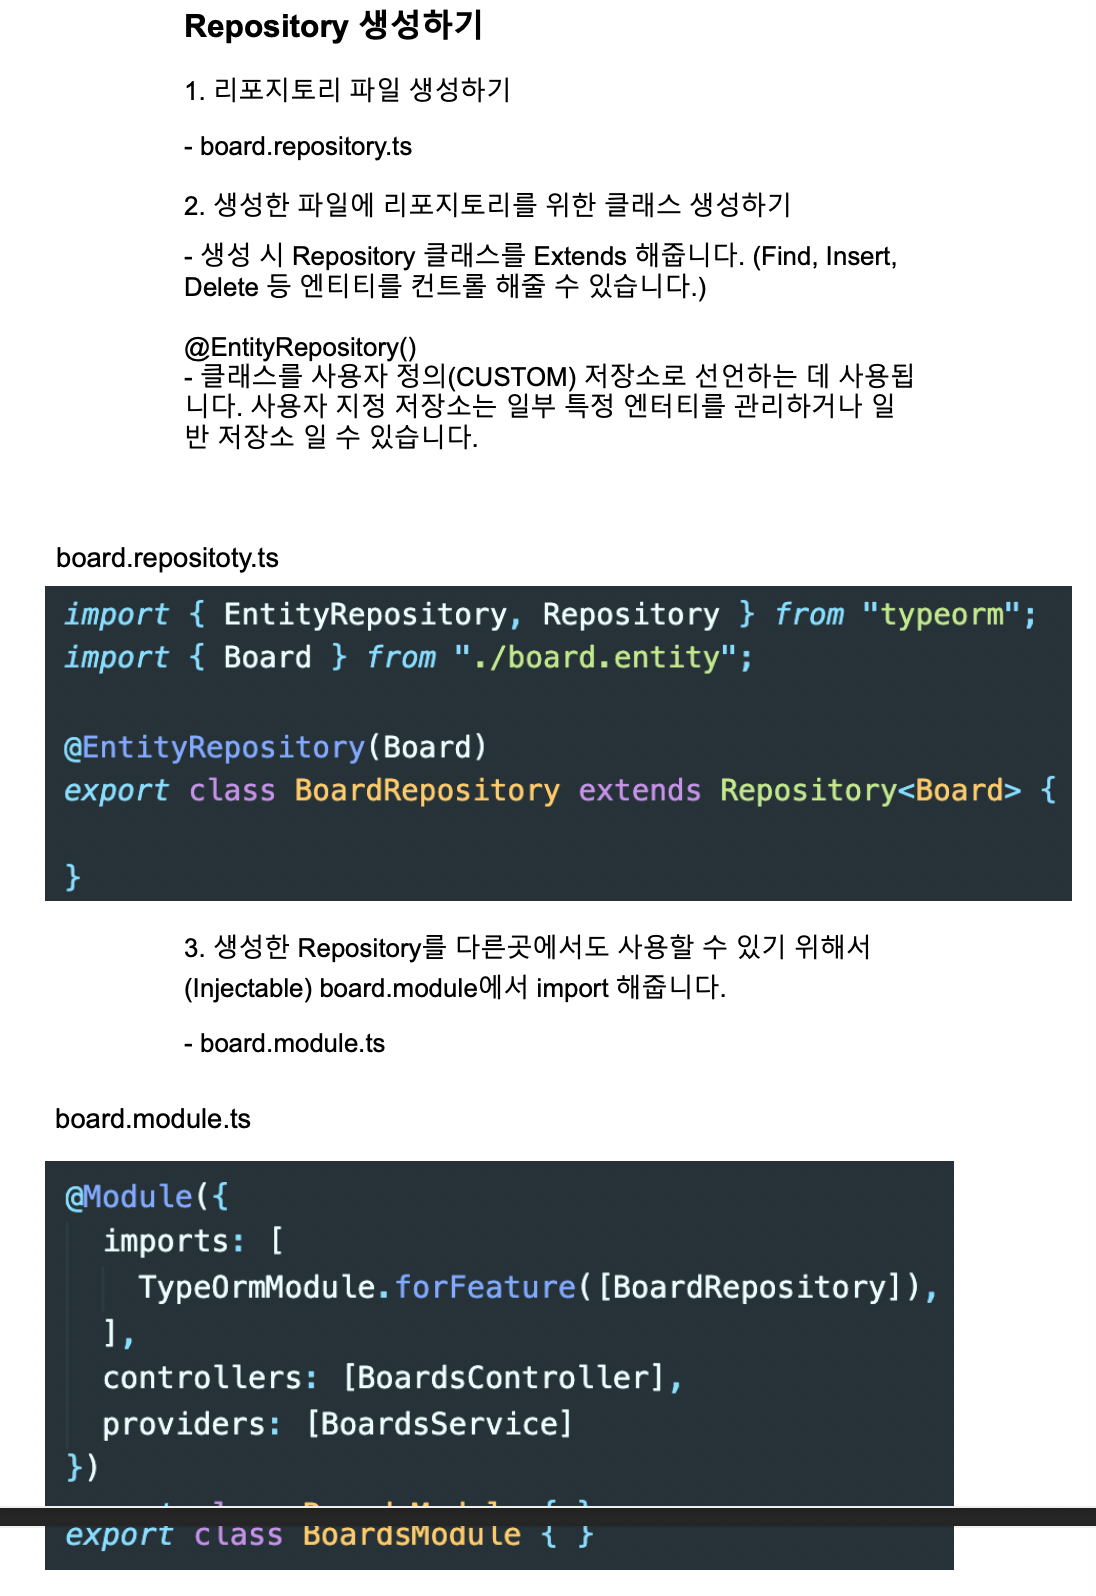 Repository 생성하기
1. 리포지토리 파일 생성하기
- board.repository.ts
2. 생성한 파일에 리포지토리를 위한 클래스 생성하기
- 생성 시 Repository 클래스를 Extends 해줍니다. (Find, Insert,
Delete 등 엔티티를 컨트롤 해줄 수 있습니다.)
@EntityRepository()
- 클래스를 사용자 정의(CUSTOM) 저장소로 선언하는 데 사용됩
니다. 사용자 지정 저장소는 일부 특정 엔터티를 관리하거나 일
반 저장소 일 수 있습니다.
board.repositoty.ts
import { EntityRepository, Repository } from "typeorm";
import { Board } from "./board.entity";
@EntityRepository(Board)
export class BoardRepository extends Repository<Board> {
}
3. 생성한 Repository를 다른곳에서도 사용할 수 있기 위해서
(Injectable) board.module에서 import 해줍니다.
- board.module.ts
board.module.ts
@Module({
imports: [
TypeOrmModule.forFeature([BoardRepository]),
],
controllers: [BoardsController],
providers: [BoardsService]
})
export class BoardsModule { }